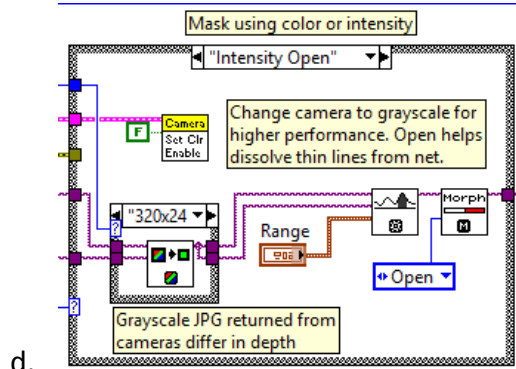 Mask using color or intensity
"Intensity Open"
Camera
Set Clr
Enable
F
Change camera to grayscale for
higher performance. Open helps
dissolve thin lines from net.
"320x24
?
Range
Morph
M
Open
Grayscale JPG returned from
cameras differ in depth
?
d.